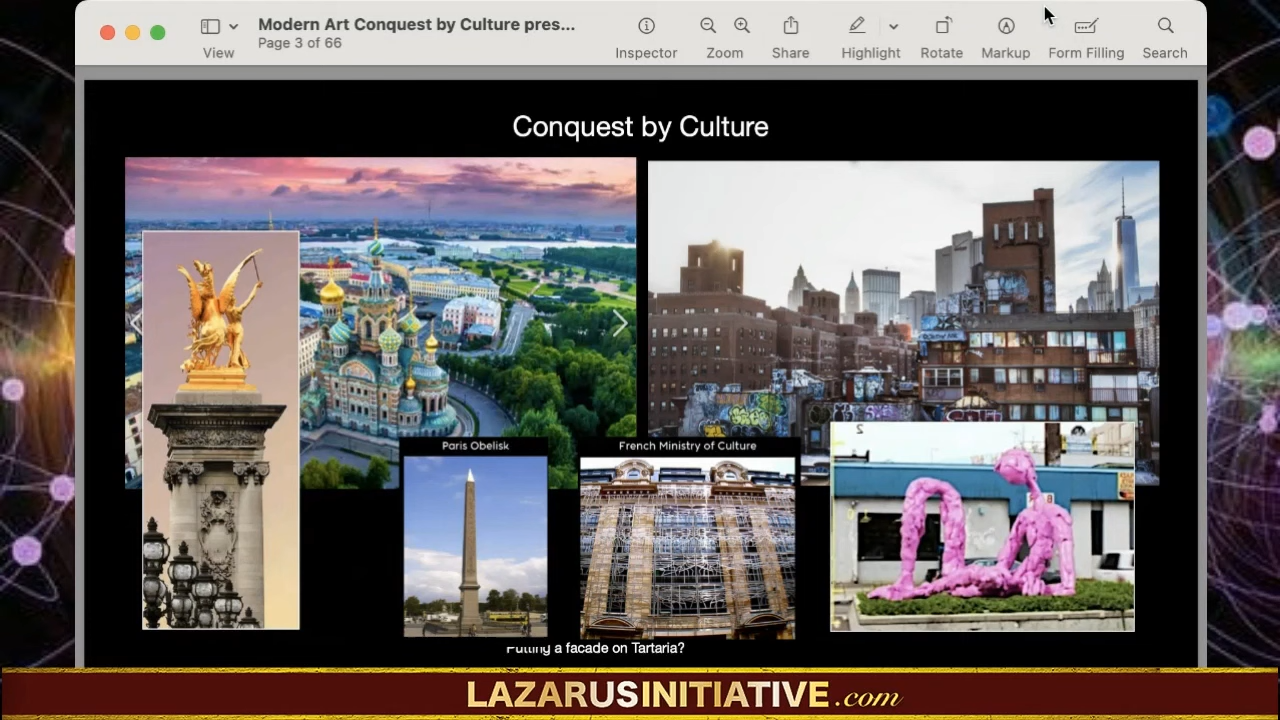 Modern Art Conquest by Culture pres...
Page 3 of 66
View
Inspector
Zoom
Share
Highlight
Rotate
Markup
Form Filling
Search
Conquest by Culture
Paris Obelisk
French Ministry of Culture
2
Putting a facade on Tartaria?
LAZARUSINITIATIVE.com